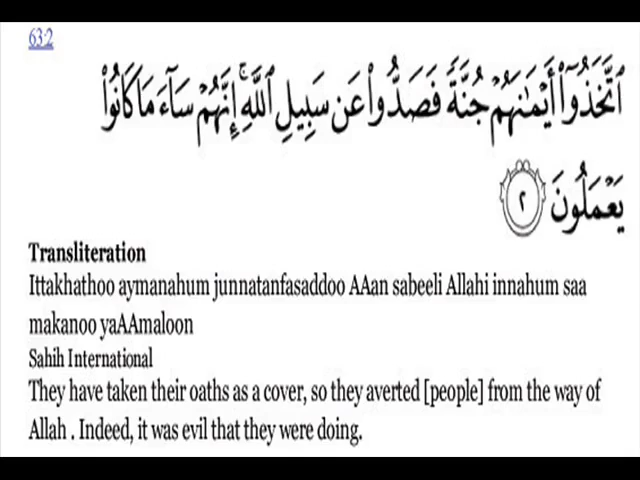 63:2
ٱتَّخَذُوٓا۟ أَيْمَـٰنَهُمْ جُنَّةً فَصَدُّوا۟ عَن سَبِيلِ ٱللَّهِ ۚ إِنَّهُمْ سَآءَ مَا كَانُوا۟
يَعْمَلُونَ ٢
Transliteration
Ittakhathoo aymanahum junnatanfasaddoo AAan sabeeli Allahi innahum saa
makanoo yaAAmaloon
Sahih International
They have taken their oaths as a cover, so they averted [people] from the way of
Allah . Indeed, it was evil that they were doing.